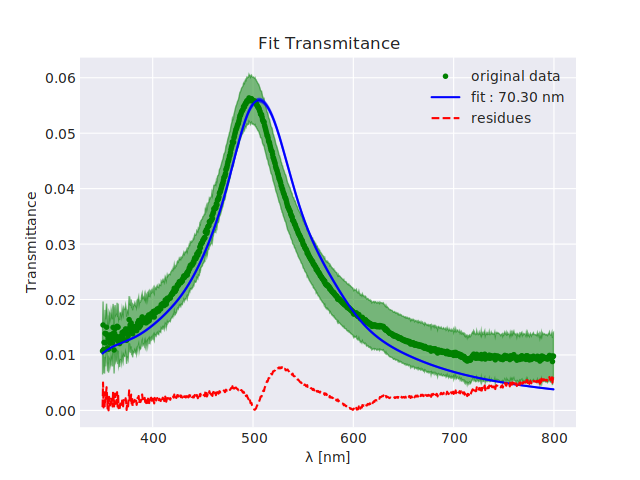 Fit Transmitance
original data
fit : 70.30 nm
residues
Transmittance
0.06
0.05
0.04
0.03
0.02
0.01
0.00
400 500 600 700 800
λ [nm]